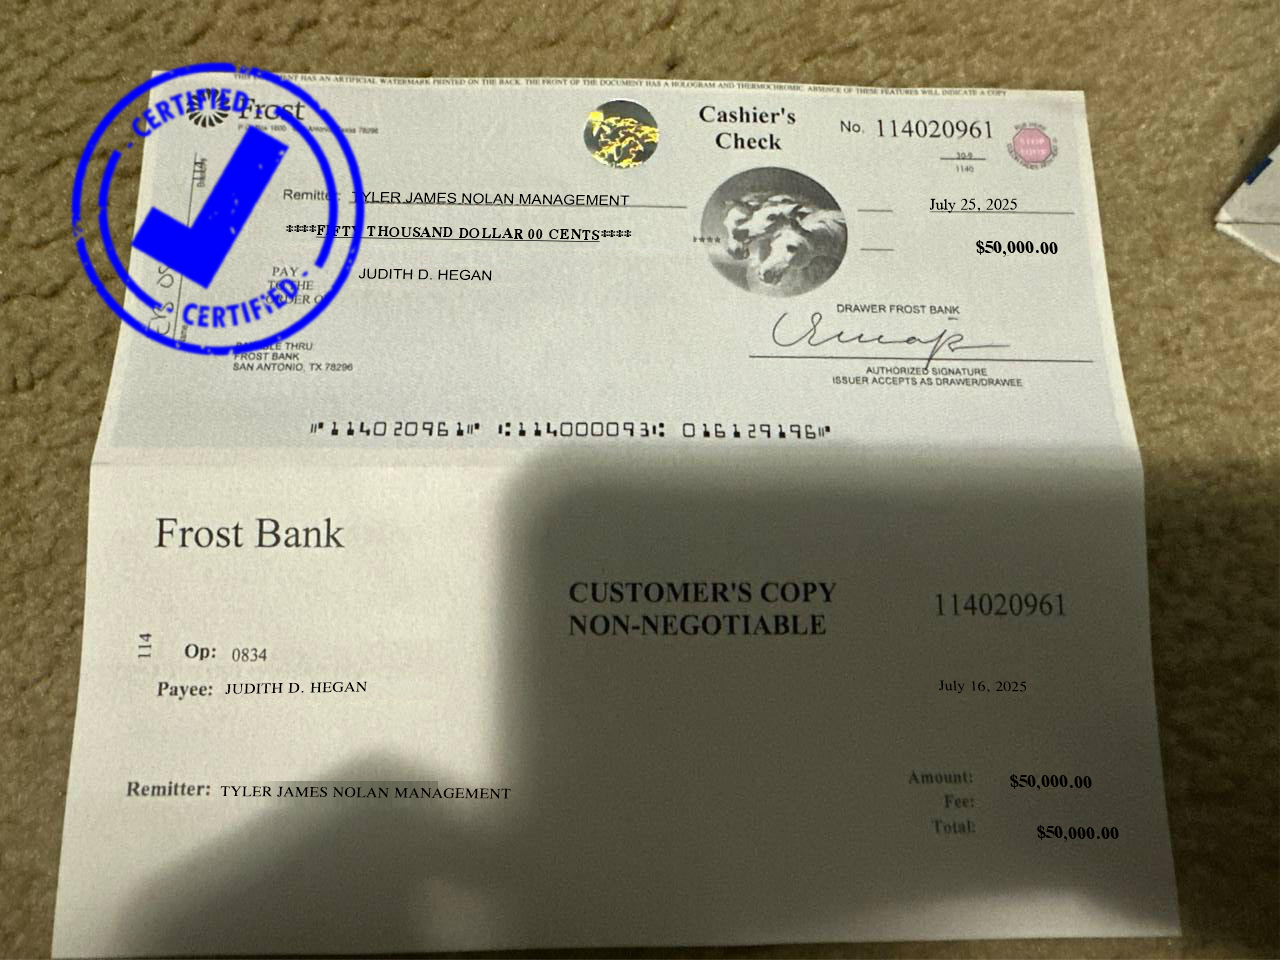 THIS DOCUMENT HAS AN ARTIFICIAL WATERMARK PRINTED ON THE BACK. THE FRONT OF THE DOCUMENT HAS A HOLOGRAM AND THERMOCHROMIC. ABSENCE OF THESE FEATURES WILL INDICATE A COPY
CERTIFIED
CERTIFIED
Frost
Texas 78296
Cashier's
Check
No. 114020961
30-9
1140
STOP
114
Remitter: TYLER JAMES NOLAN MANAGEMENT
July 25, 2025
****FIFTY THOUSAND DOLLAR 00 CENTS****
****
$50,000.00
PAY
TO THE
ORDER OF
JUDITH D. HEGAN
DRAWER FROST BANK
AUTHORIZED SIGNATURE
ISSUER ACCEPTS AS DRAWER/DRAWEE
PAYABLE THRU
FROST BANK
SAN ANTONIO, TX 78296
⑈114020961⑈ ⑆114000093⑆ 016129196⑈
Frost Bank
CUSTOMER'S COPY
NON-NEGOTIABLE
114020961
114
Op: 0834
Payee: JUDITH D. HEGAN
July 16, 2025
Remitter: TYLER JAMES NOLAN MANAGEMENT
Amount: $50,000.00
Fee:
Total: $50,000.00